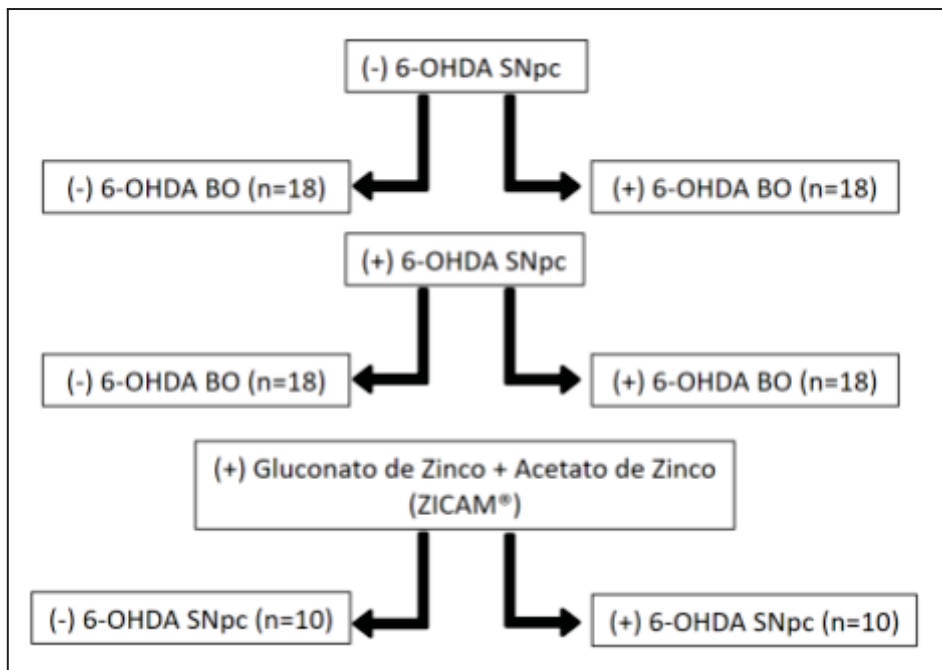 (-) 6-OHDA SNpc
(-) 6-OHDA BO (n=18)
(+) 6-OHDA BO (n=18)
(+) 6-OHDA SNpc
(-) 6-OHDA BO (n=18)
(+) 6-OHDA BO (n=18)
(+) Gluconato de Zinco + Acetato de Zinco
(ZICAM®)
(-) 6-OHDA SNpc (n=10)
(+) 6-OHDA SNpc (n=10)